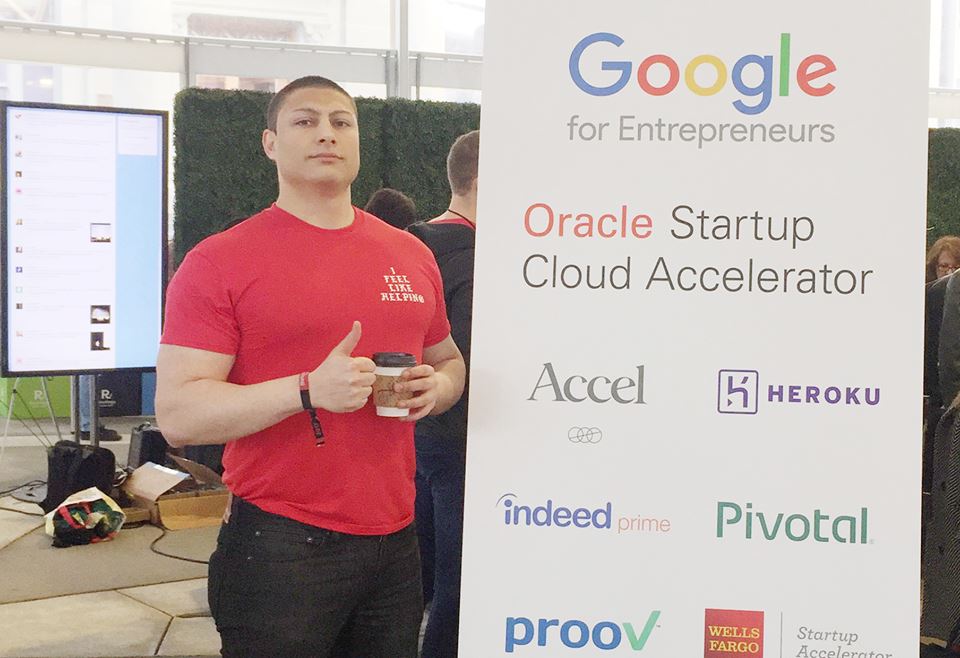 Google
for Entrepreneurs
Oracle Startup
Cloud Accelerator
I
FEEL
LIKE
HELPING
Accel
HEROKU
indeed prime
Pivotal
proov
WELLS
FARGO
Startup
Accelerator